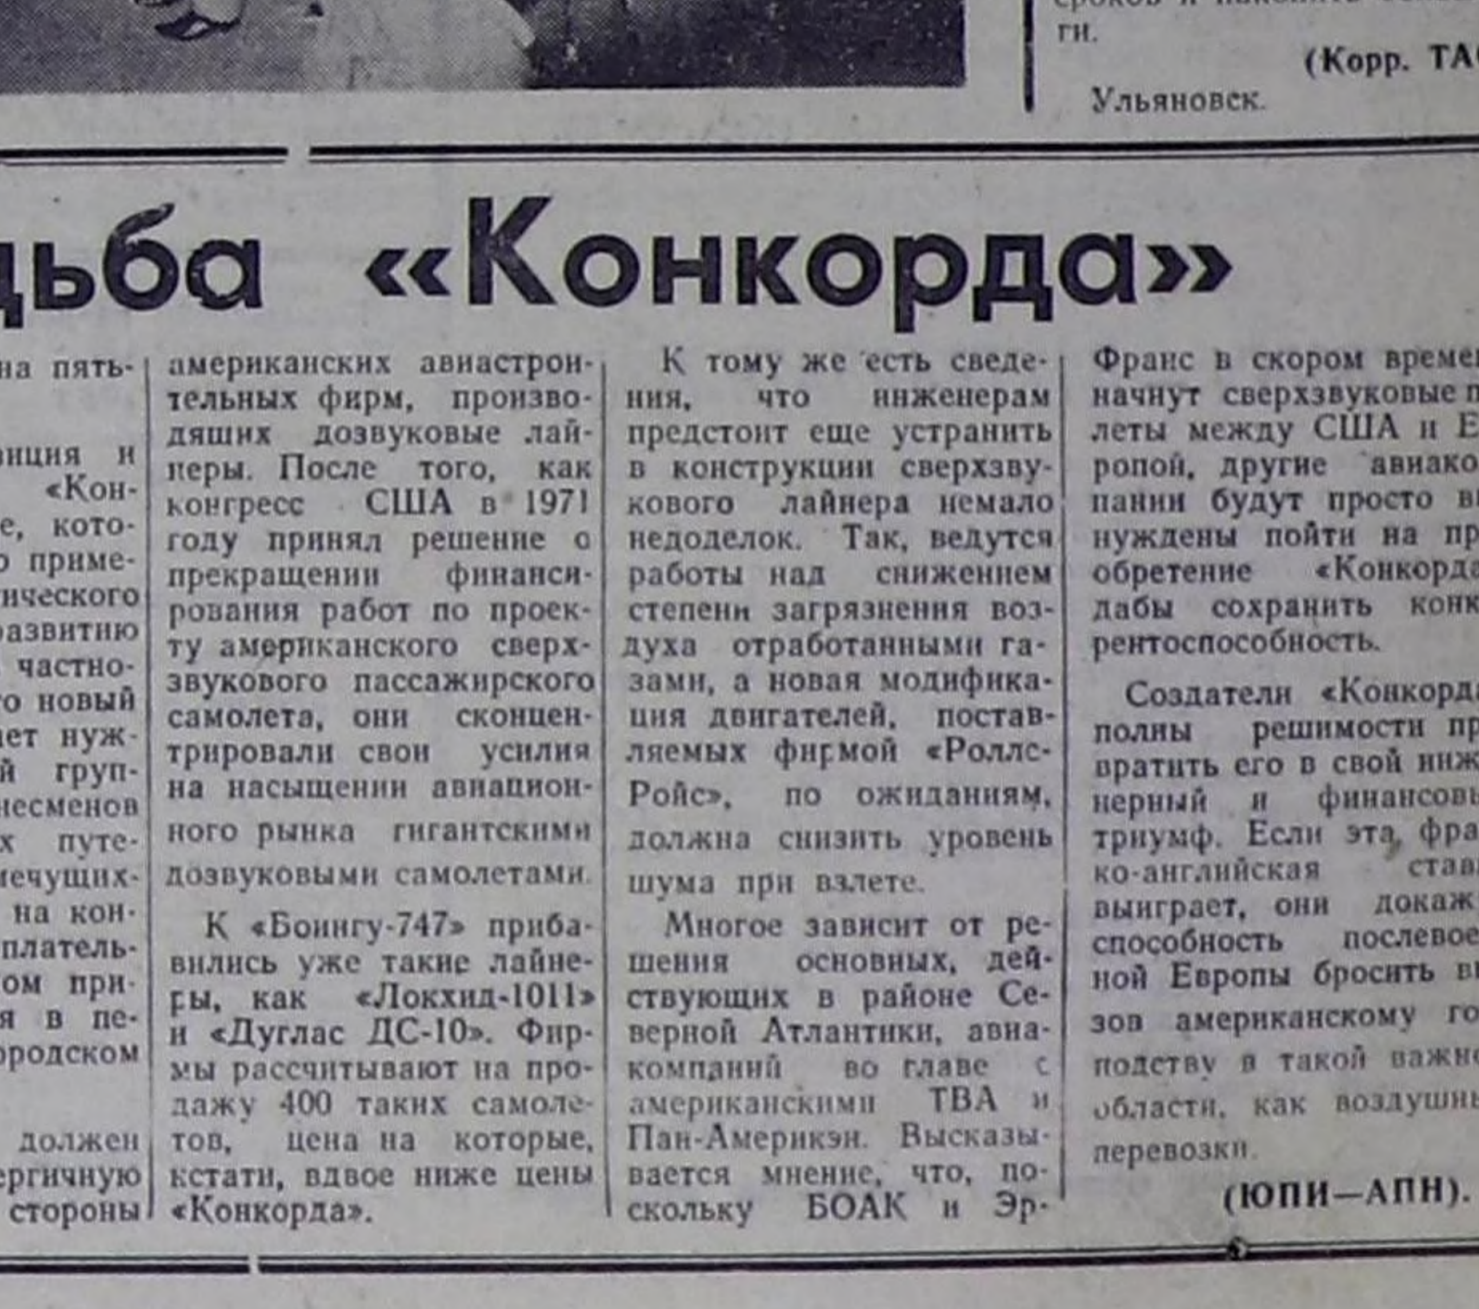 ги.
(Корр. ТА
Ульяновск.
дьба «Конкорда»
на пять-
и
«Кон-
е, кото-
приме-
ического
развитию
частно-
новый
нуж-
й груп-
несменов
х путе-
мечущих-
на кон-
платель-
ом при-
я в пе-
ородском
должен
ергичную
стороны
американских авиастрои-
тельных фирм, произво-
дяших дозвуковые лай-
неры. После того, как
конгресс США в 1971
году принял решение о
прекращении финанси-
рования работ по проек-
ту американского сверх-
звукового пассажирского
самолета, они сконцен-
трировали свои усилия
на насыщении авиацион-
ного рынка гигантскими
дозвуковыми самолетами.
К «Боингу-747» приба-
вились уже такие лайне-
ры, как «Локхид-1011»
и «Дуглас ДС-10». Фир-
мы рассчитывают на про-
дажу 400 таких самоле-
тов, цена на которые,
кстати, вдвое ниже цены
«Конкорда».
К тому же есть сведе-
ния, что инженерам
предстоит еще устранить
в конструкции сверхзву-
кового лайнера немало
недоделок. Так, ведутся
работы над снижением
степени загрязнения воз-
духа отработанными га-
зами, а новая модифика-
ция двигателей, постав-
ляемых фирмой «Роллс-
Ройс», по ожиданиям,
должна снизить уровень
шума при взлете.
Многое зависит от ре-
шения основных, дей-
ствующих в районе Се-
верной Атлантики, авиа-
компаний во главе с
американскими ТВА и
Пан-Америкэн. Высказы-
вается мнение, что, по-
скольку БОАК и Эр-
Франс в скором време
начнут сверхзвуковые п
леты между США и Е
ропой, другие авиако
пании будут просто в
нуждены пойти на пр
обретение «Конкорда
дабы сохранить конк
рентоспособность.
Создатели «Конкорда
полны решимости пр
вратить его в свой инж
нерный и финансовы
триумф. Если эта фра
ко-английская став
выиграет, они докаж
способность послевое
ной Европы бросить вы
зов американскому го
подству в такой важно
области, как воздушны
перевозки.
(ЮПИ—АПН).